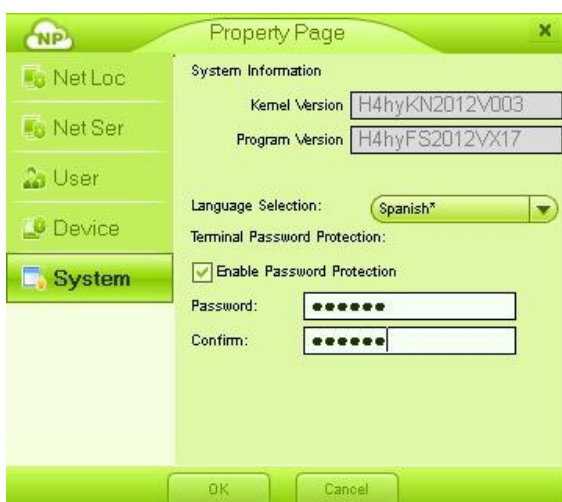 NP
Property Page
x
Net Loc
Net Ser
User
Device
System
System Information
Kernel Version H4hyKN2012V003
Program Version H4hyFS2012VX17
Language Selection: Spanish*
Terminal Password Protection:
Enable Password Protection
Password: ●●●●●●
Confirm: ●●●●●●
OK Cancel